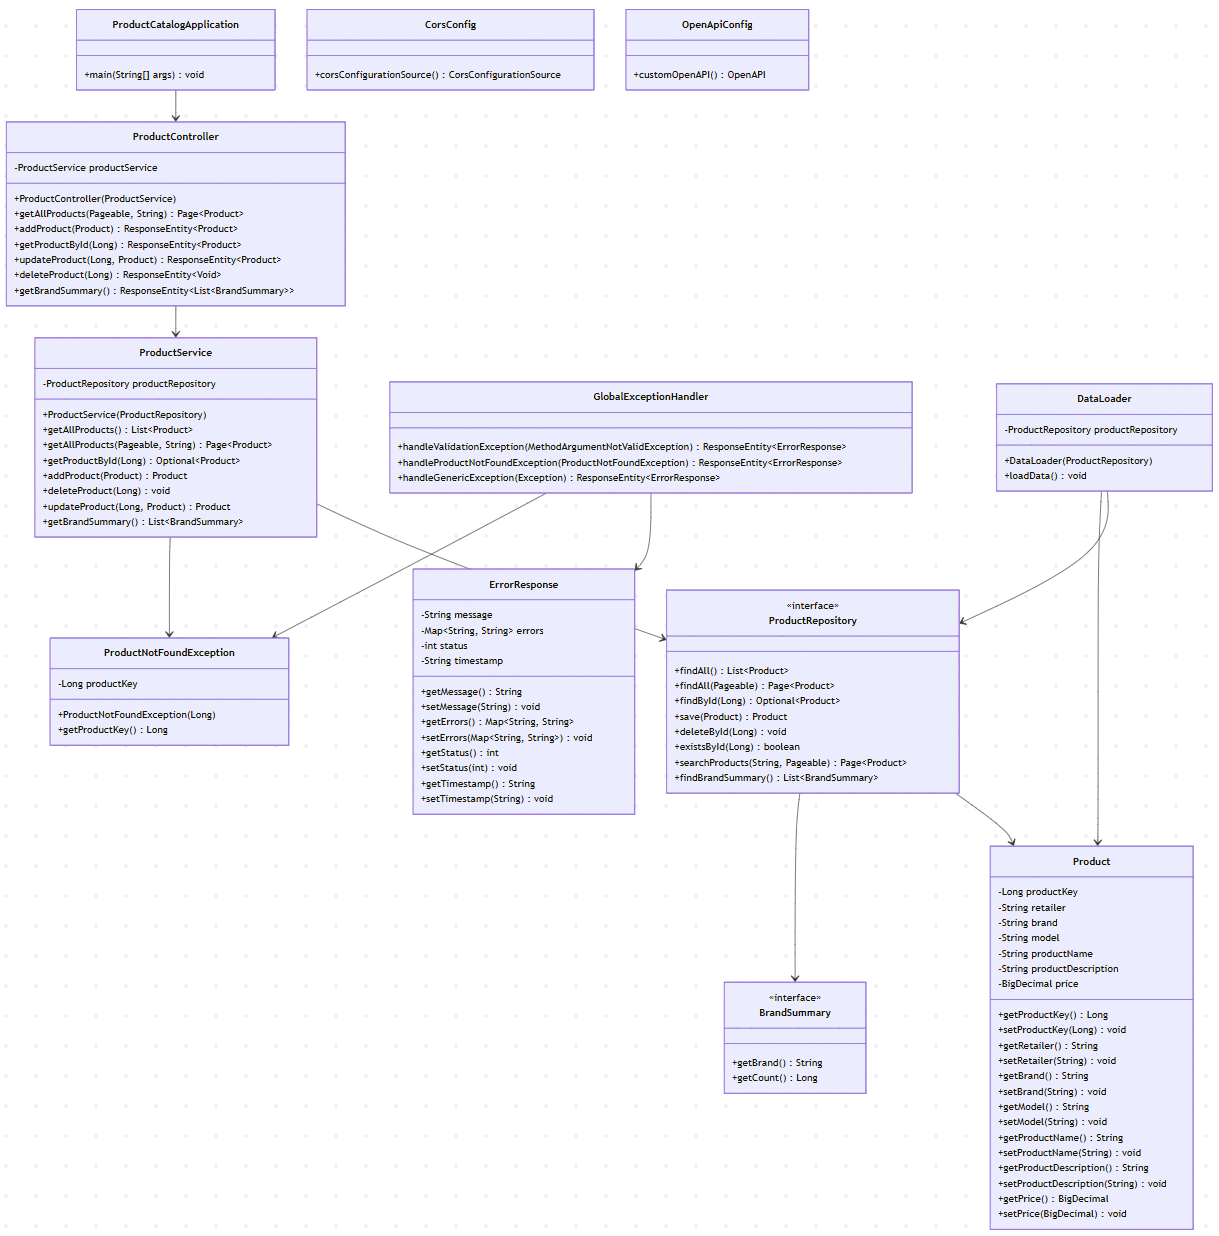 ProductCatalogApplication
+main(String[] args) : void
CorsConfig
+corsConfigurationSource() : CorsConfigurationSource
OpenApiConfig
+customOpenAPI() : OpenAPI
ProductController
-ProductService productService
+ProductController(ProductService)
+getAllProducts(Pageable, String) : Page<Product>
+addProduct(Product) : ResponseEntity<Product>
+getProductById(Long) : ResponseEntity<Product>
+updateProduct(Long, Product) : ResponseEntity<Product>
+deleteProduct(Long) : ResponseEntity<Void>
+getBrandSummary() : ResponseEntity<List<BrandSummary>>
ProductService
-ProductRepository productRepository
+ProductService(ProductRepository)
+getAllProducts() : List<Product>
+getAllProducts(Pageable, String) : Page<Product>
+getProductById(Long) : Optional<Product>
+addProduct(Product) : Product
+deleteProduct(Long) : void
+updateProduct(Long, Product) : Product
+getBrandSummary() : List<BrandSummary>
GlobalExceptionHandler
+handleValidationException(MethodArgumentNotValidException) : ResponseEntity<ErrorResponse>
+handleProductNotFoundException(ProductNotFoundException) : ResponseEntity<ErrorResponse>
+handleGenericException(Exception) : ResponseEntity<ErrorResponse>
DataLoader
-ProductRepository productRepository
+DataLoader(ProductRepository)
+loadData() : void
ProductNotFoundException
-Long productKey
+ProductNotFoundException(Long)
+getProductKey() : Long
ErrorResponse
-String message
-Map<String, String> errors
-int status
-String timestamp
+getMessage() : String
+setMessage(String) : void
+getErrors() : Map<String, String>
+setErrors(Map<String, String>) : void
+getStatus() : int
+setStatus(int) : void
+getTimestamp() : String
+setTimestamp(String) : void
«interface»
ProductRepository
+findAll() : List<Product>
+findAll(Pageable) : Page<Product>
+findById(Long) : Optional<Product>
+save(Product) : Product
+deleteById(Long) : void
+existsById(Long) : boolean
+searchProducts(String, Pageable) : Page<Product>
+findBrandSummary() : List<BrandSummary>
«interface»
BrandSummary
+getBrand() : String
+getCount() : Long
Product
-Long productKey
-String retailer
-String brand
-String model
-String productName
-String productDescription
-BigDecimal price
+getProductKey() : Long
+setProductKey(Long) : void
+getRetailer() : String
+setRetailer(String) : void
+getBrand() : String
+setBrand(String) : void
+getModel() : String
+setModel(String) : void
+getProductName() : String
+setProductName(String) : void
+getProductDescription() : String
+setProductDescription(String) : void
+getPrice() : BigDecimal
+setPrice(BigDecimal) : void